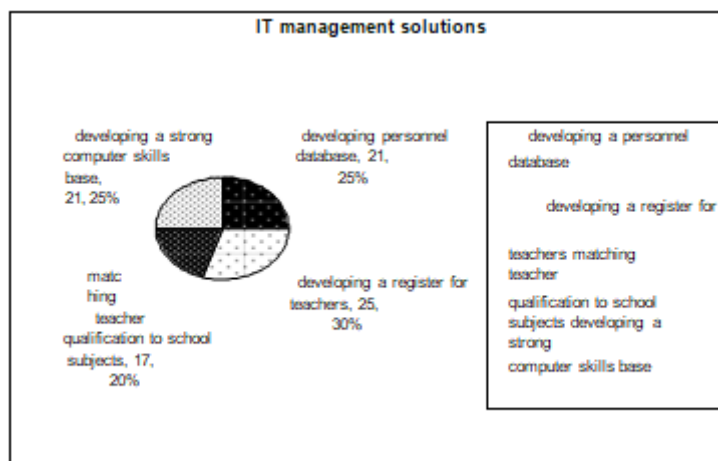 IT management solutions
developing a strong
computer skills
base,
21, 25%
developing personnel
database, 21,
25%
matc
hing
teacher
qualification to school
subjects, 17,
20%
developing a register for
teachers, 25,
30%
developing a personnel
database
developing a register for
teachers matching
teacher
qualification to school
subjects developing a
strong
computer skills base